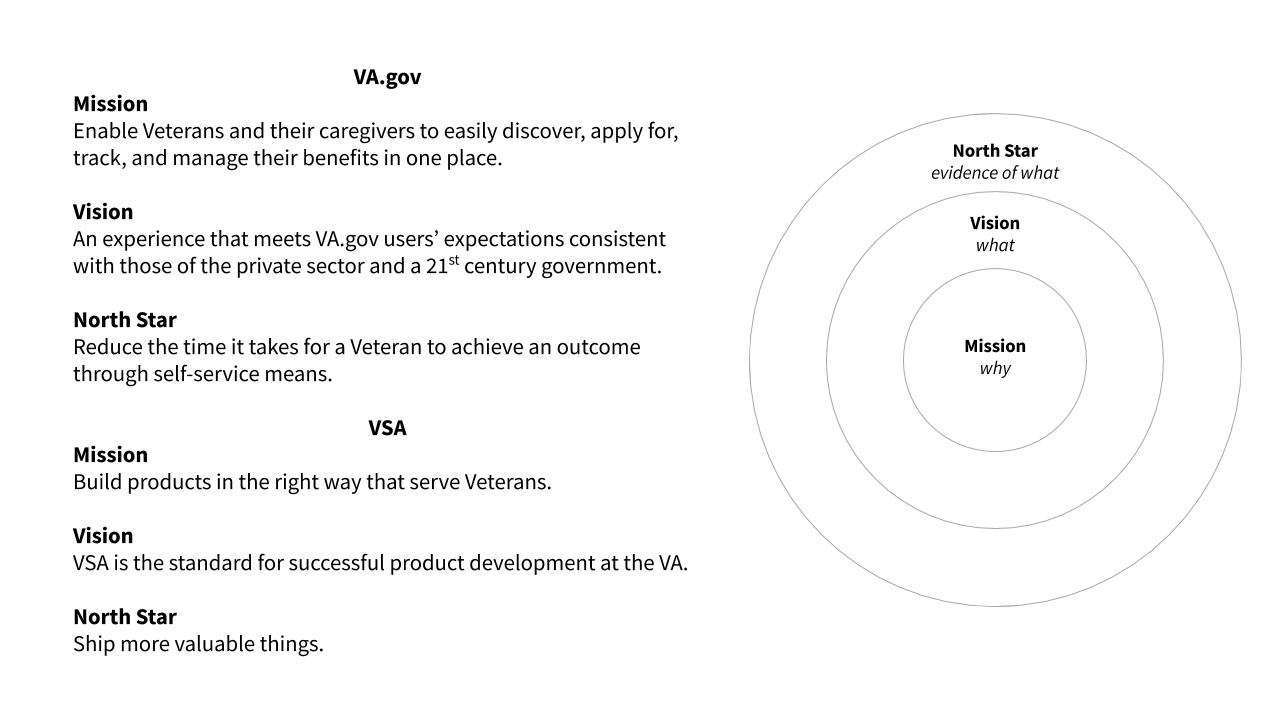 VA.gov
Mission
Enable Veterans and their caregivers to easily discover, apply for,
track, and manage their benefits in one place.
Vision
An experience that meets VA.gov users’ expectations consistent
with those of the private sector and a 21st century government.
North Star
Reduce the time it takes for a Veteran to achieve an outcome
through self-service means.
VSA
Mission
Build products in the right way that serve Veterans.
Vision
VSA is the standard for successful product development at the VA.
North Star
Ship more valuable things.
North Star
evidence of what
Vision
what
Mission
why